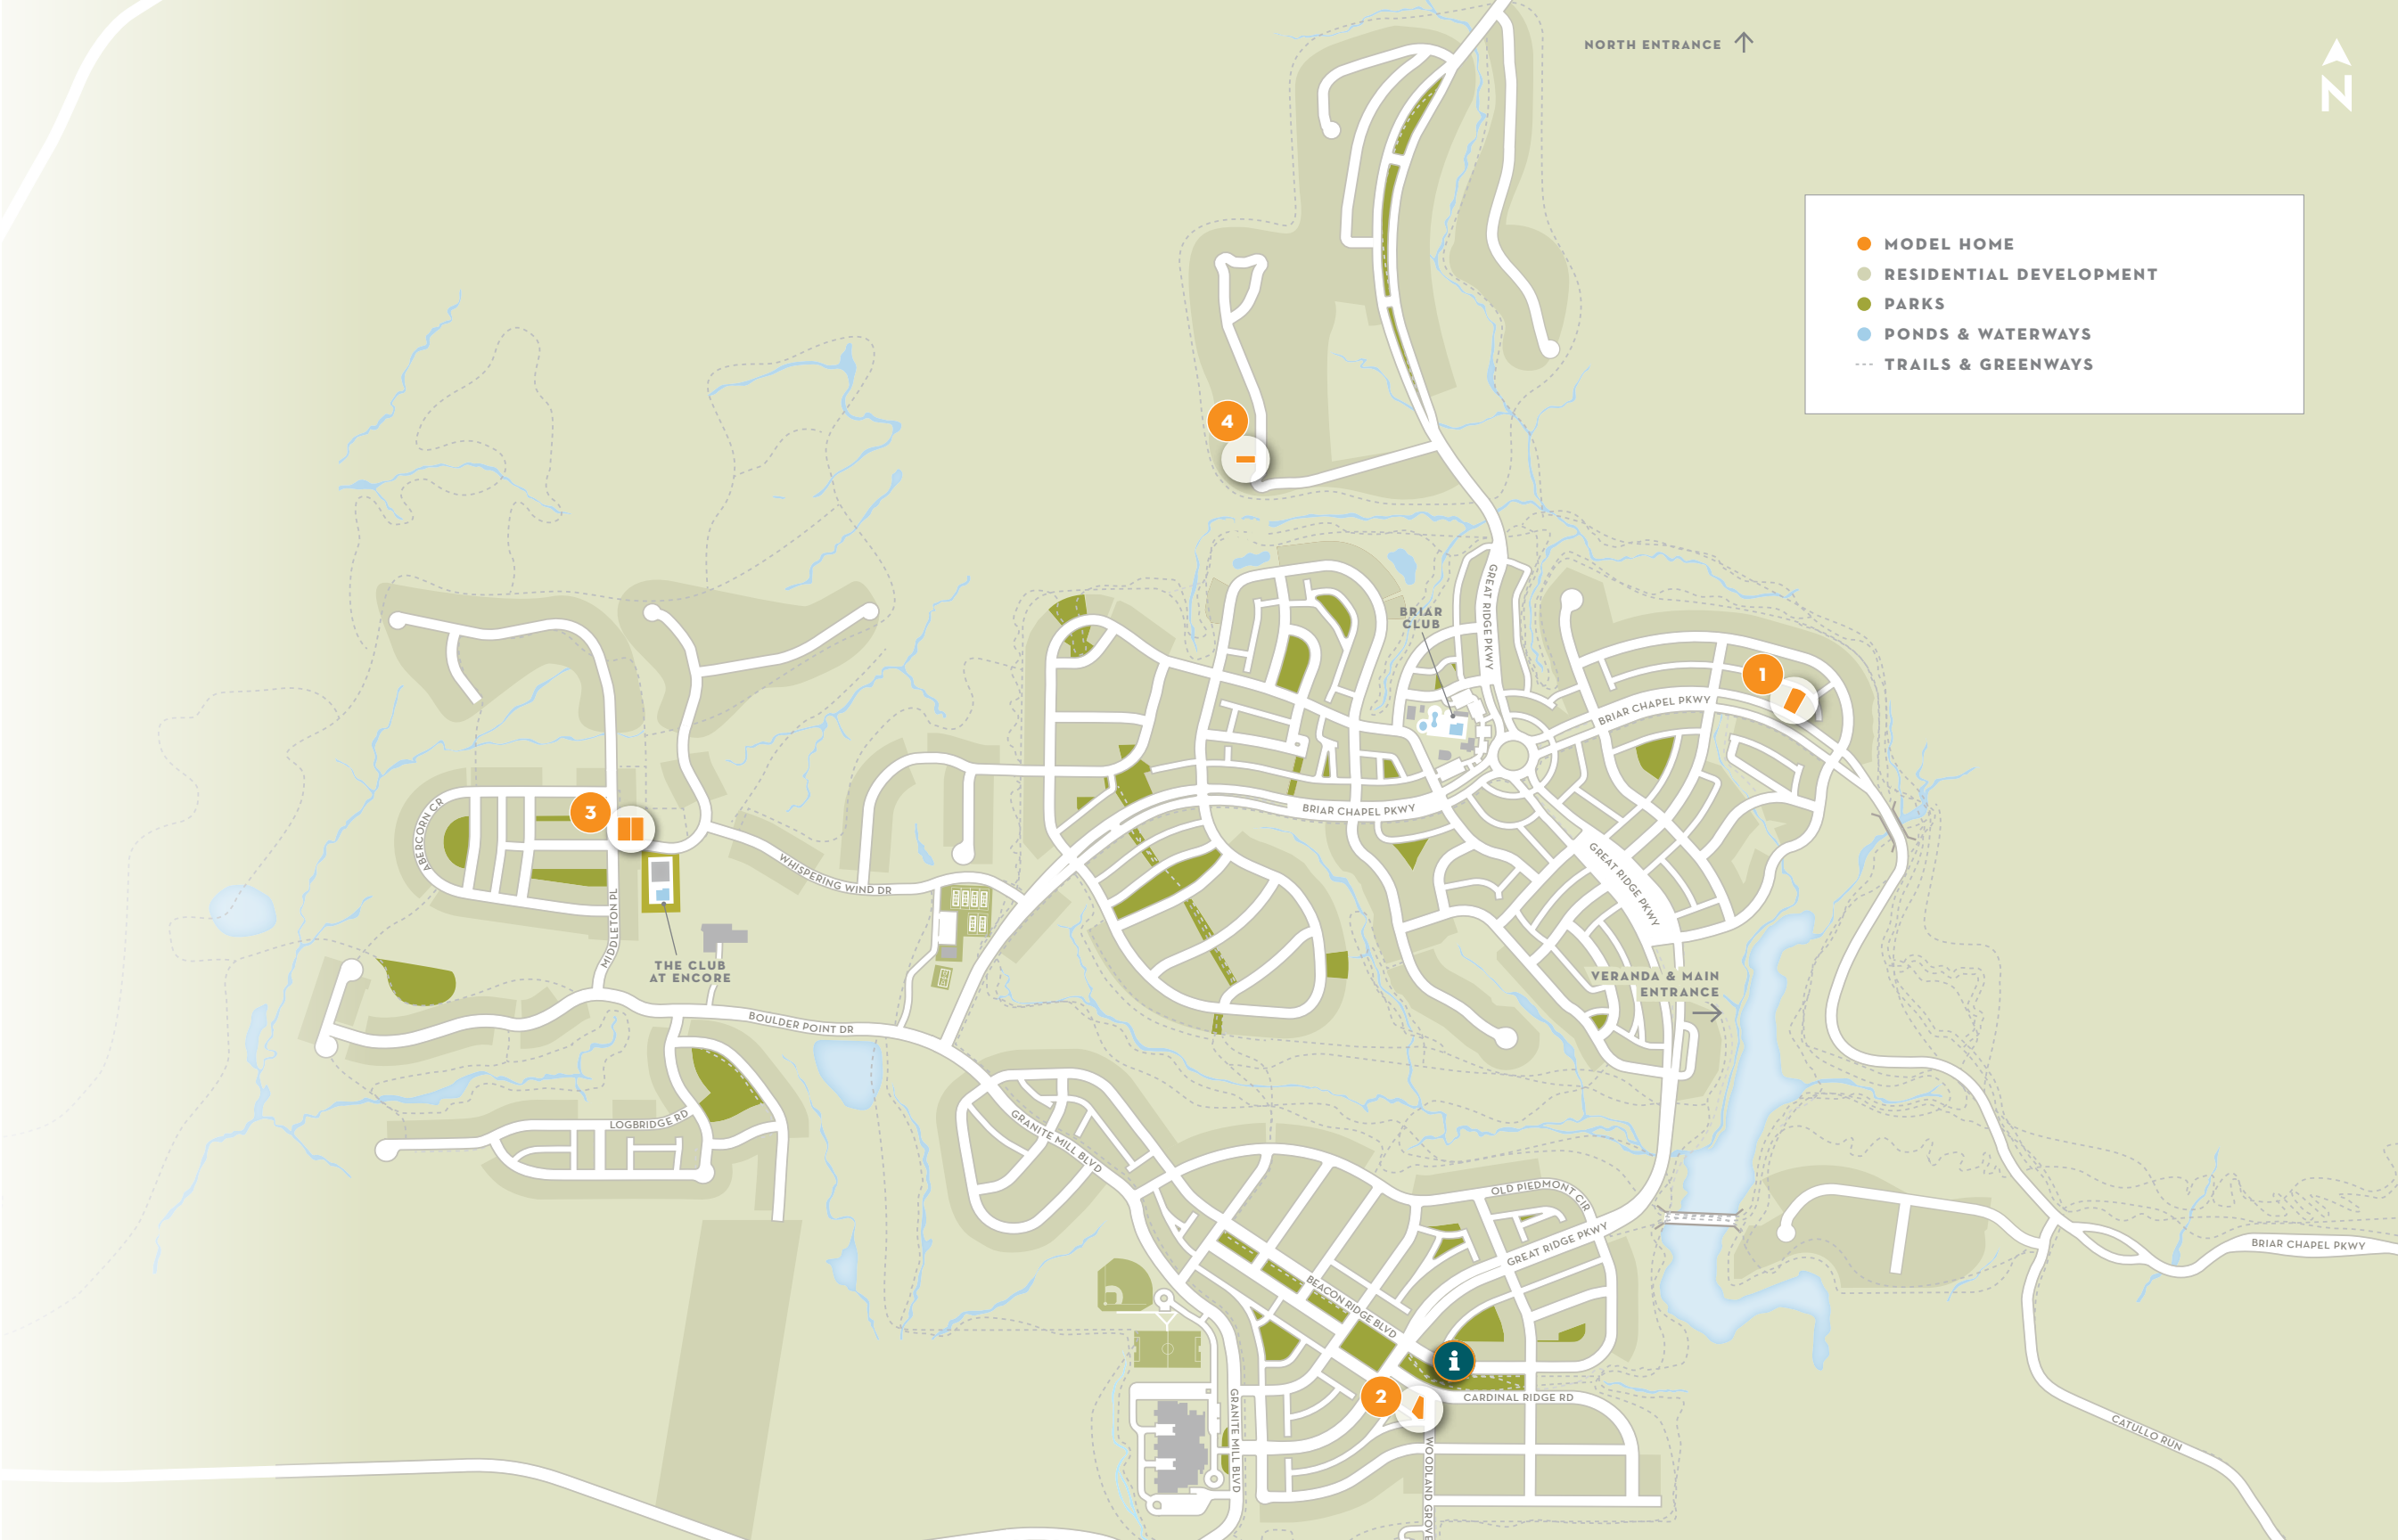 NORTH ENTRANCE
N
MODEL HOME
RESIDENTIAL DEVELOPMENT
PARKS
PONDS & WATERWAYS
TRAILS & GREENWAYS
4
GREAT RIDGE PKWY
BRIAR
CLUB
1
BRIAR CHAPEL PKWY
3
ABERCORN CR
BRIAR CHAPEL PKWY
WHISPERING WIND DR
GREAT RIDGE PKWY
MIDDLETON PL
THE CLUB
AT ENCORE
VERANDA & MAIN
ENTRANCE
BOULDER POINT DR
LOGBRIDGE RD
GRANITE MILL BLVD
OLD PIEDMONT CIR
GREAT RIDGE PKWY
BRIAR CHAPEL PKWY
BEACON RIDGE BLVD
i
2
CARDINAL RIDGE RD
GRANITE MILL BLVD
WOODLAND GROVE
CATULLO RUN